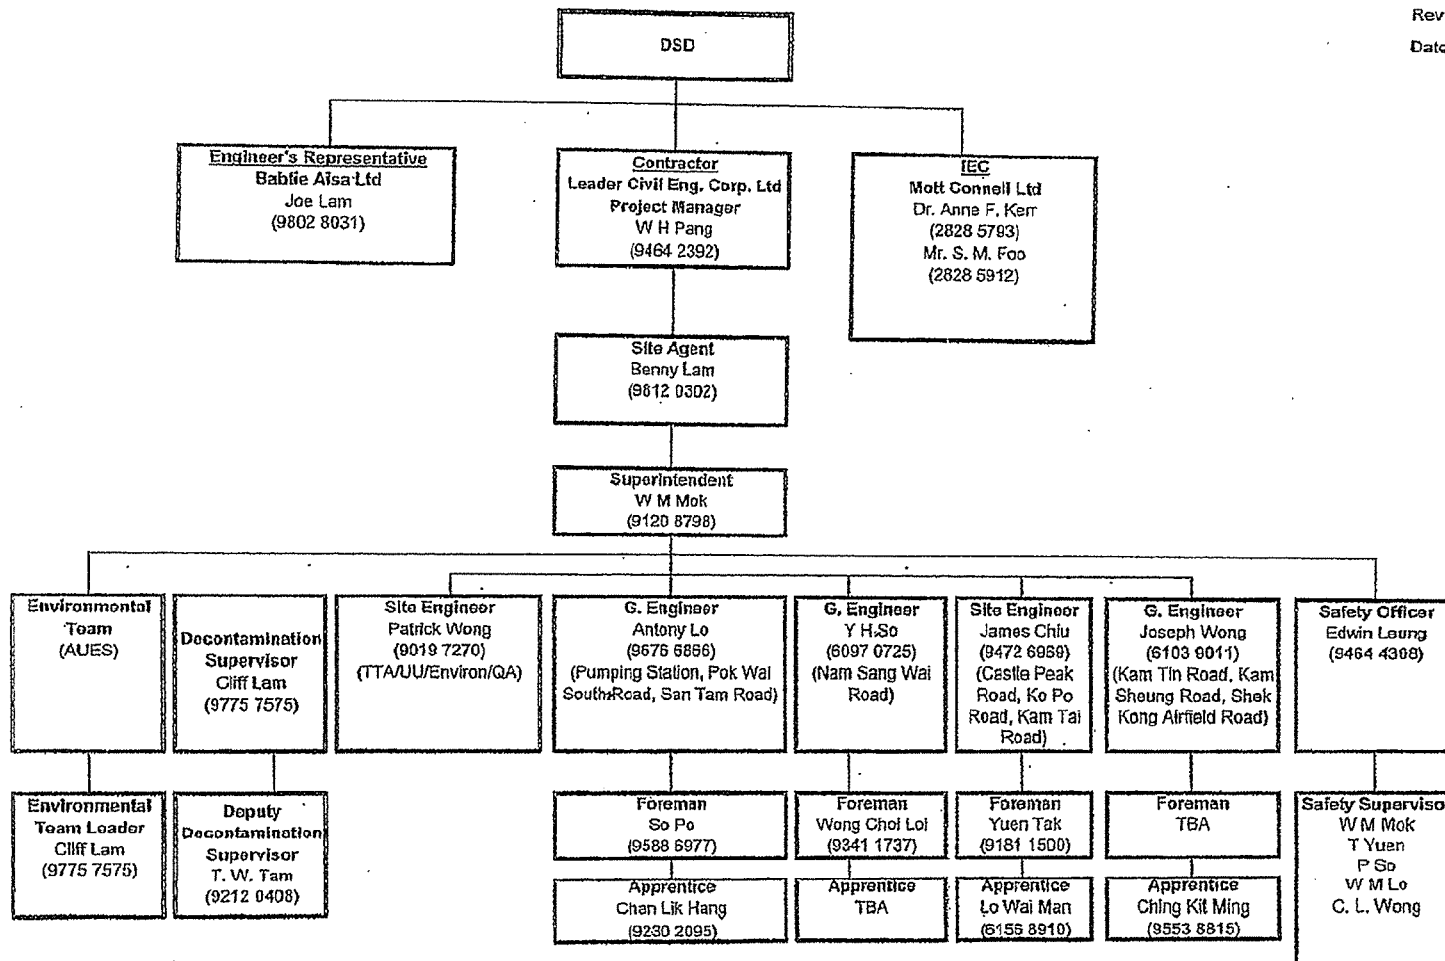 Rev
Date
DSD
Engineer's Representative
Babtie Aisa Ltd
Joe Lam
(9802 8031)
Contractor
Leader Civil Eng. Corp. Ltd
Project Manager
W H Pang
(9464 2392)
IEC
Mott Connell Ltd
Dr. Anne F. Kerr
(2828 5793)
Mr. S. M. Foo
(2828 5912)
Site Agent
Benny Lam
(9812 0302)
Superintendent
W M Mok
(9120 8798)
Environmental
Team
(AUES)
Decontamination
Supervisor
Cliff Lam
(9775 7575)
Site Engineer
Patrick Wong
(9019 7270)
(TTA/UU/Environ/QA)
G. Engineer
Antony Lo
(9676 6856)
(Pumping Station, Pok Wai
South Road, San Tam Road)
G. Engineer
Y H So
(6097 0725)
(Nam Sang Wai
Road)
Site Engineer
James Chiu
(9472 6969)
(Castle Peak
Road, Ko Po
Road, Kam Tai
Road)
G. Engineer
Joseph Wong
(6103 9011)
(Kam Tin Road, Kam
Sheung Road, Shek
Kong Airfield Road)
Safety Officer
Edwin Leung
(9464 4308)
Environmental
Team Leader
Cliff Lam
(9775 7575)
Deputy
Decontamination
Supervisor
T. W. Tam
(9212 0408)
Foreman
So Po
(9588 6977)
Foreman
Wong Choi Loi
(9341 1737)
Foreman
Yuen Tak
(9181 1500)
Foreman
TBA
Safety Supervisor
W M Mok
T Yuen
P So
W M Lo
C. L. Wong
Apprentice
Chan Lik Hang
(9230 2095)
Apprentice
TBA
Apprentice
Lo Wai Man
(6156 8910)
Apprentice
Ching Kit Ming
(9553 8815)